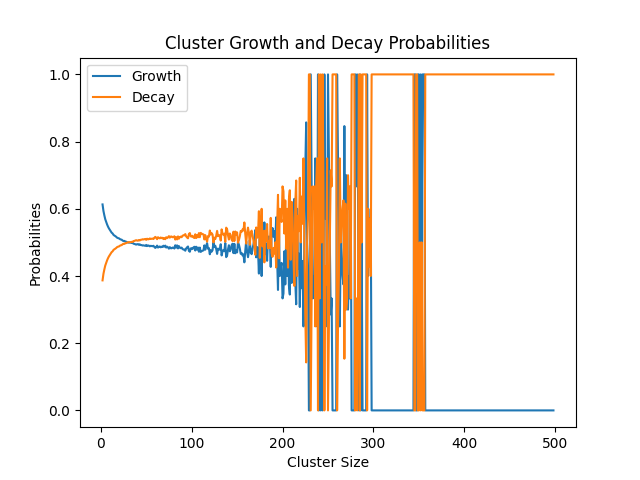 Cluster Growth and Decay Probabilities
Growth
Decay
1.0
0.8
0.6
0.4
0.2
0.0
Probabilities
0 100 200 300 400 500
Cluster Size